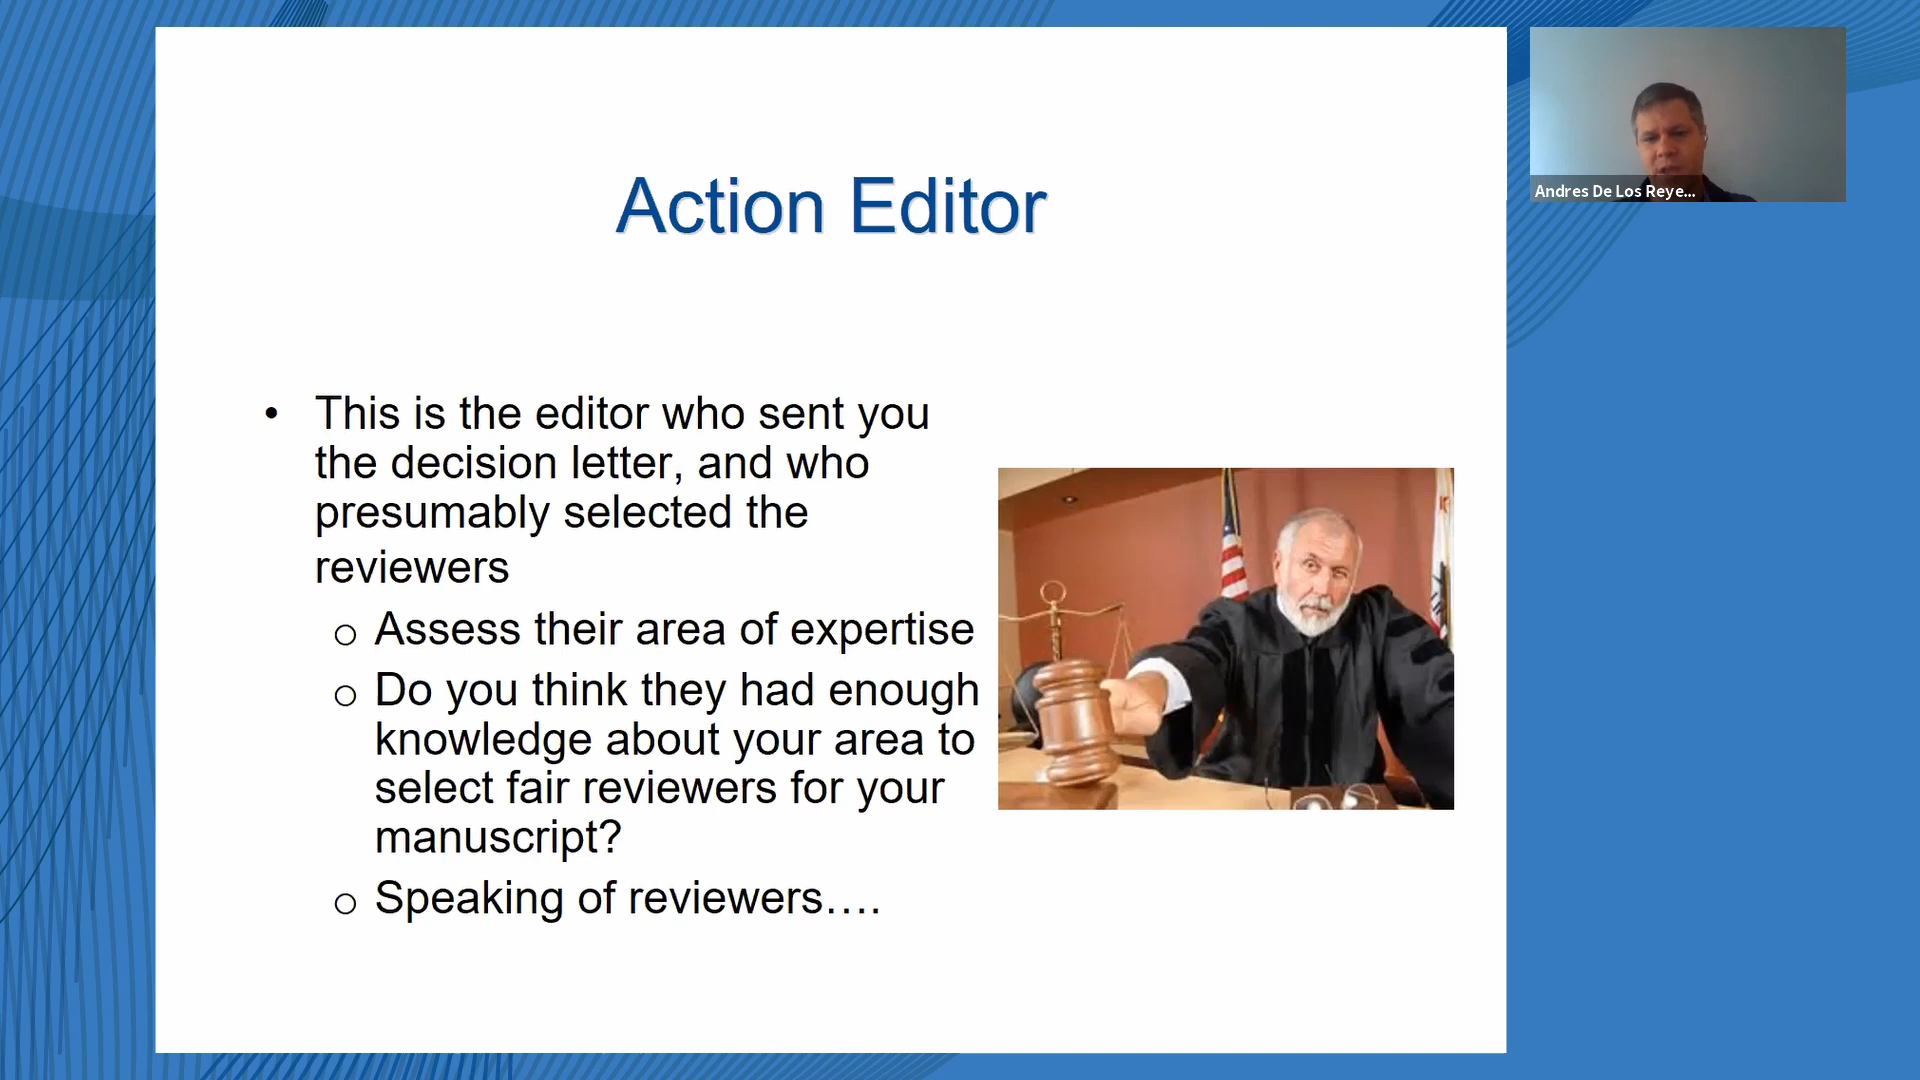 Action Editor
• This is the editor who sent you
the decision letter, and who
presumably selected the
reviewers
o Assess their area of expertise
o Do you think they had enough
knowledge about your area to
select fair reviewers for your
manuscript?
o Speaking of reviewers….
Andres De Los Reye...